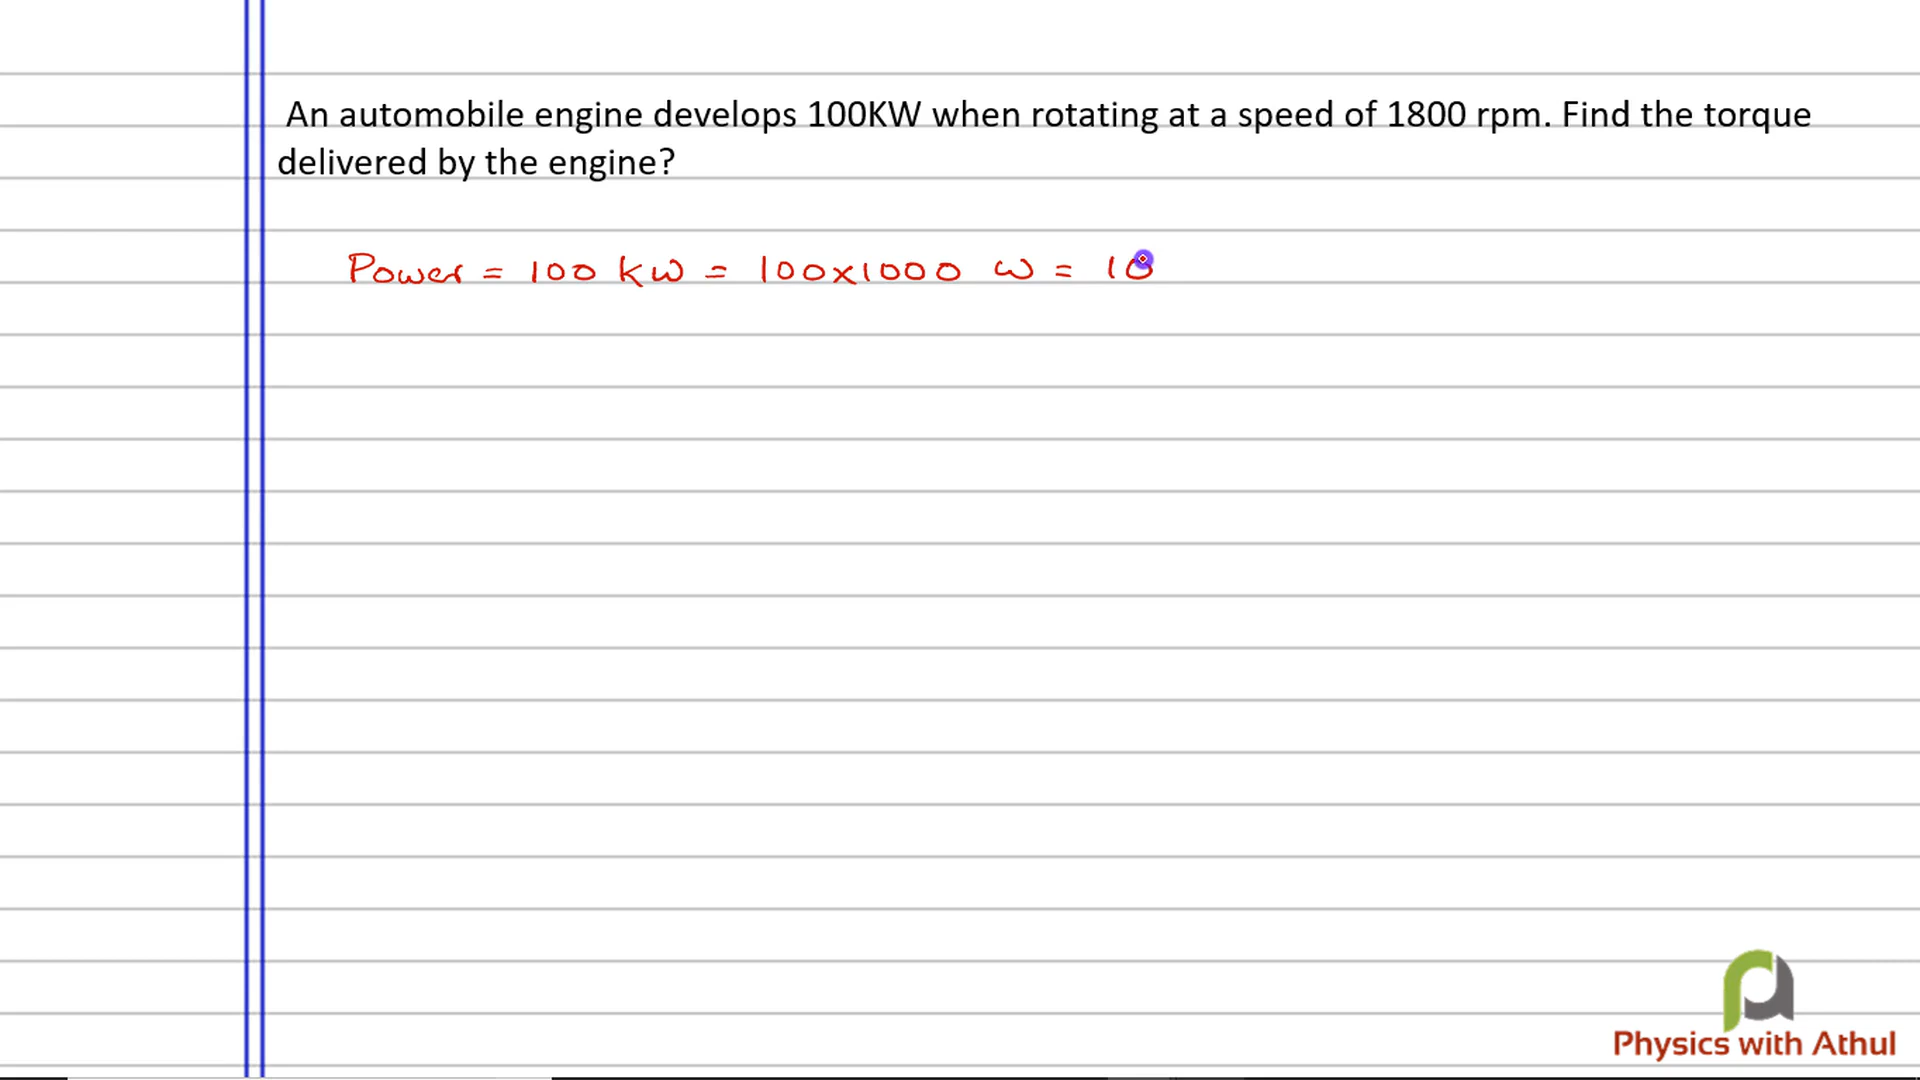 An automobile engine develops 100KW when rotating at a speed of 1800 rpm. Find the torque
delivered by the engine?
Power = 100 KW = 100x1000 W = 10
Physics with Athul